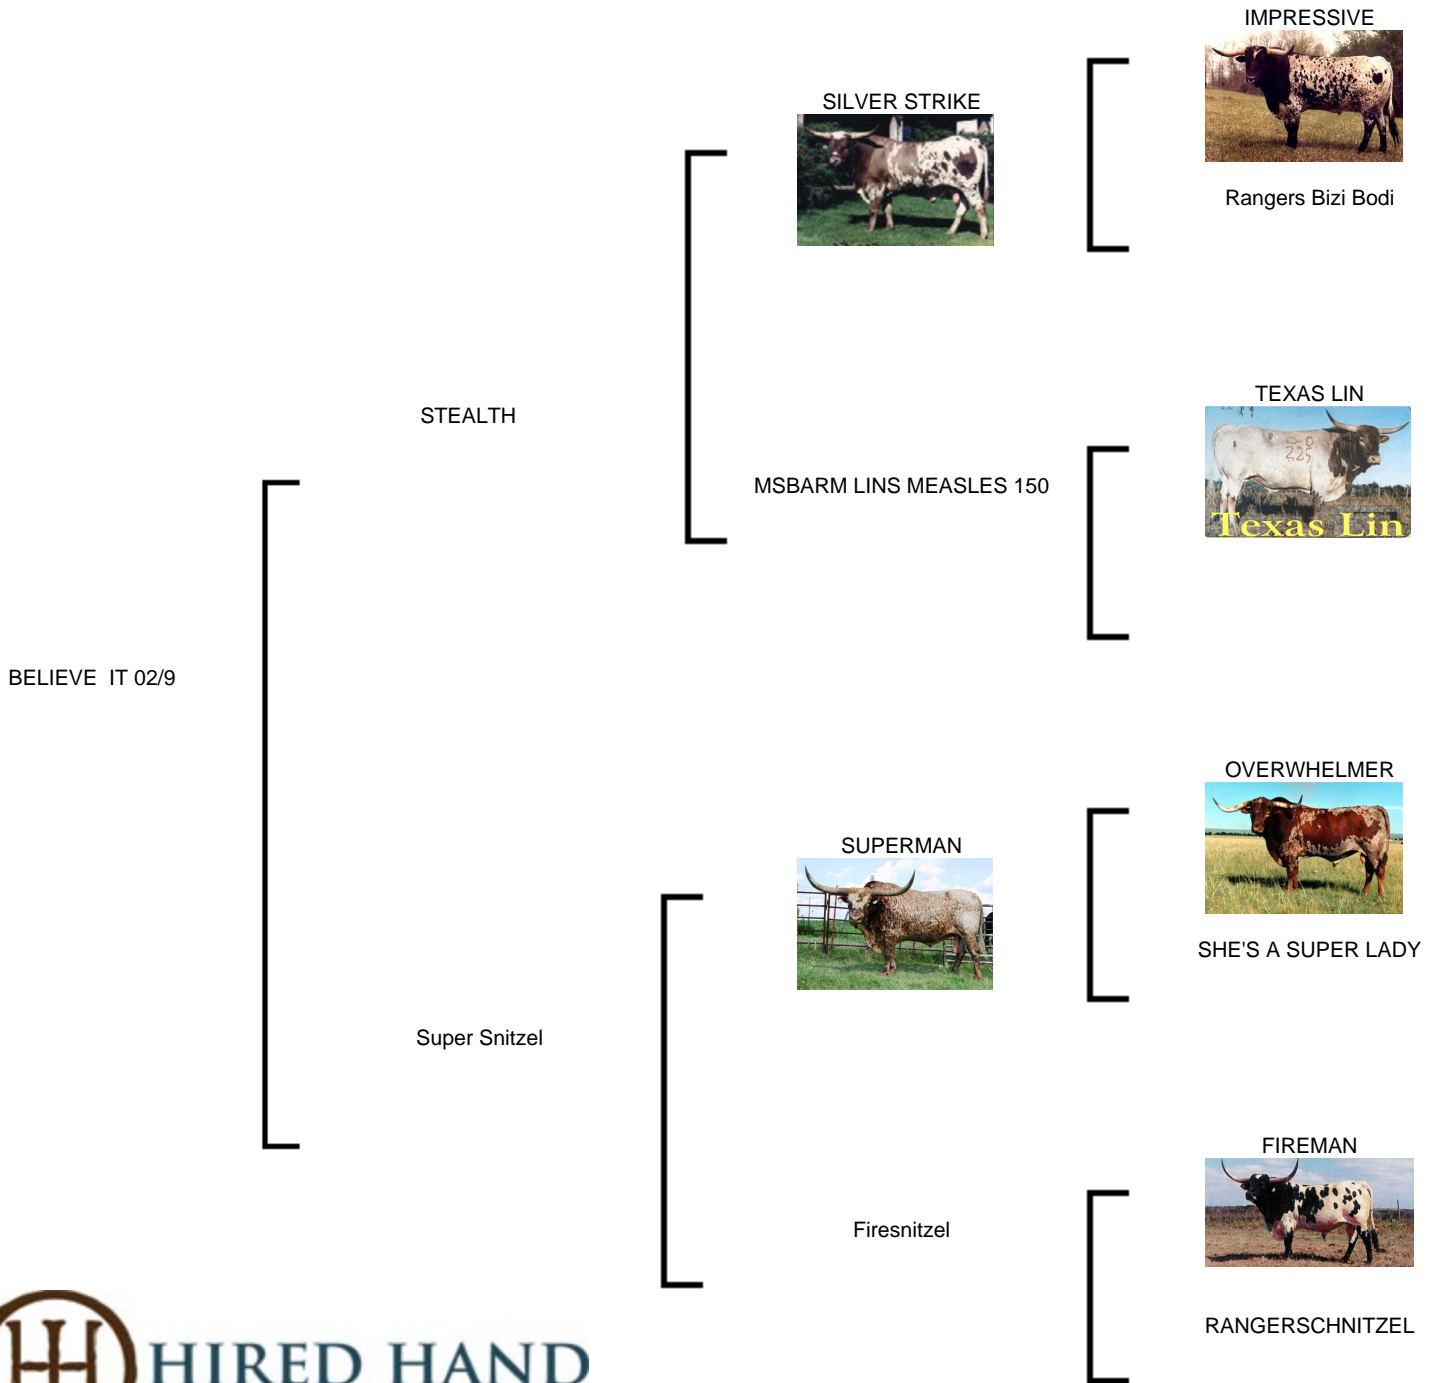 IMPRESSIVE
SILVER STRIKE
Rangers Bizi Bodi
TEXAS LIN
STEALTH
225
Texas Lin
MSBARM LINS MEASLES 150
BELIEVE  IT 02/9
OVERWHELMER
SUPERMAN
SHE'S A SUPER LADY
Super Snitzel
FIREMAN
Firesnitzel
RANGERSCHNITZEL
HIRED HAND